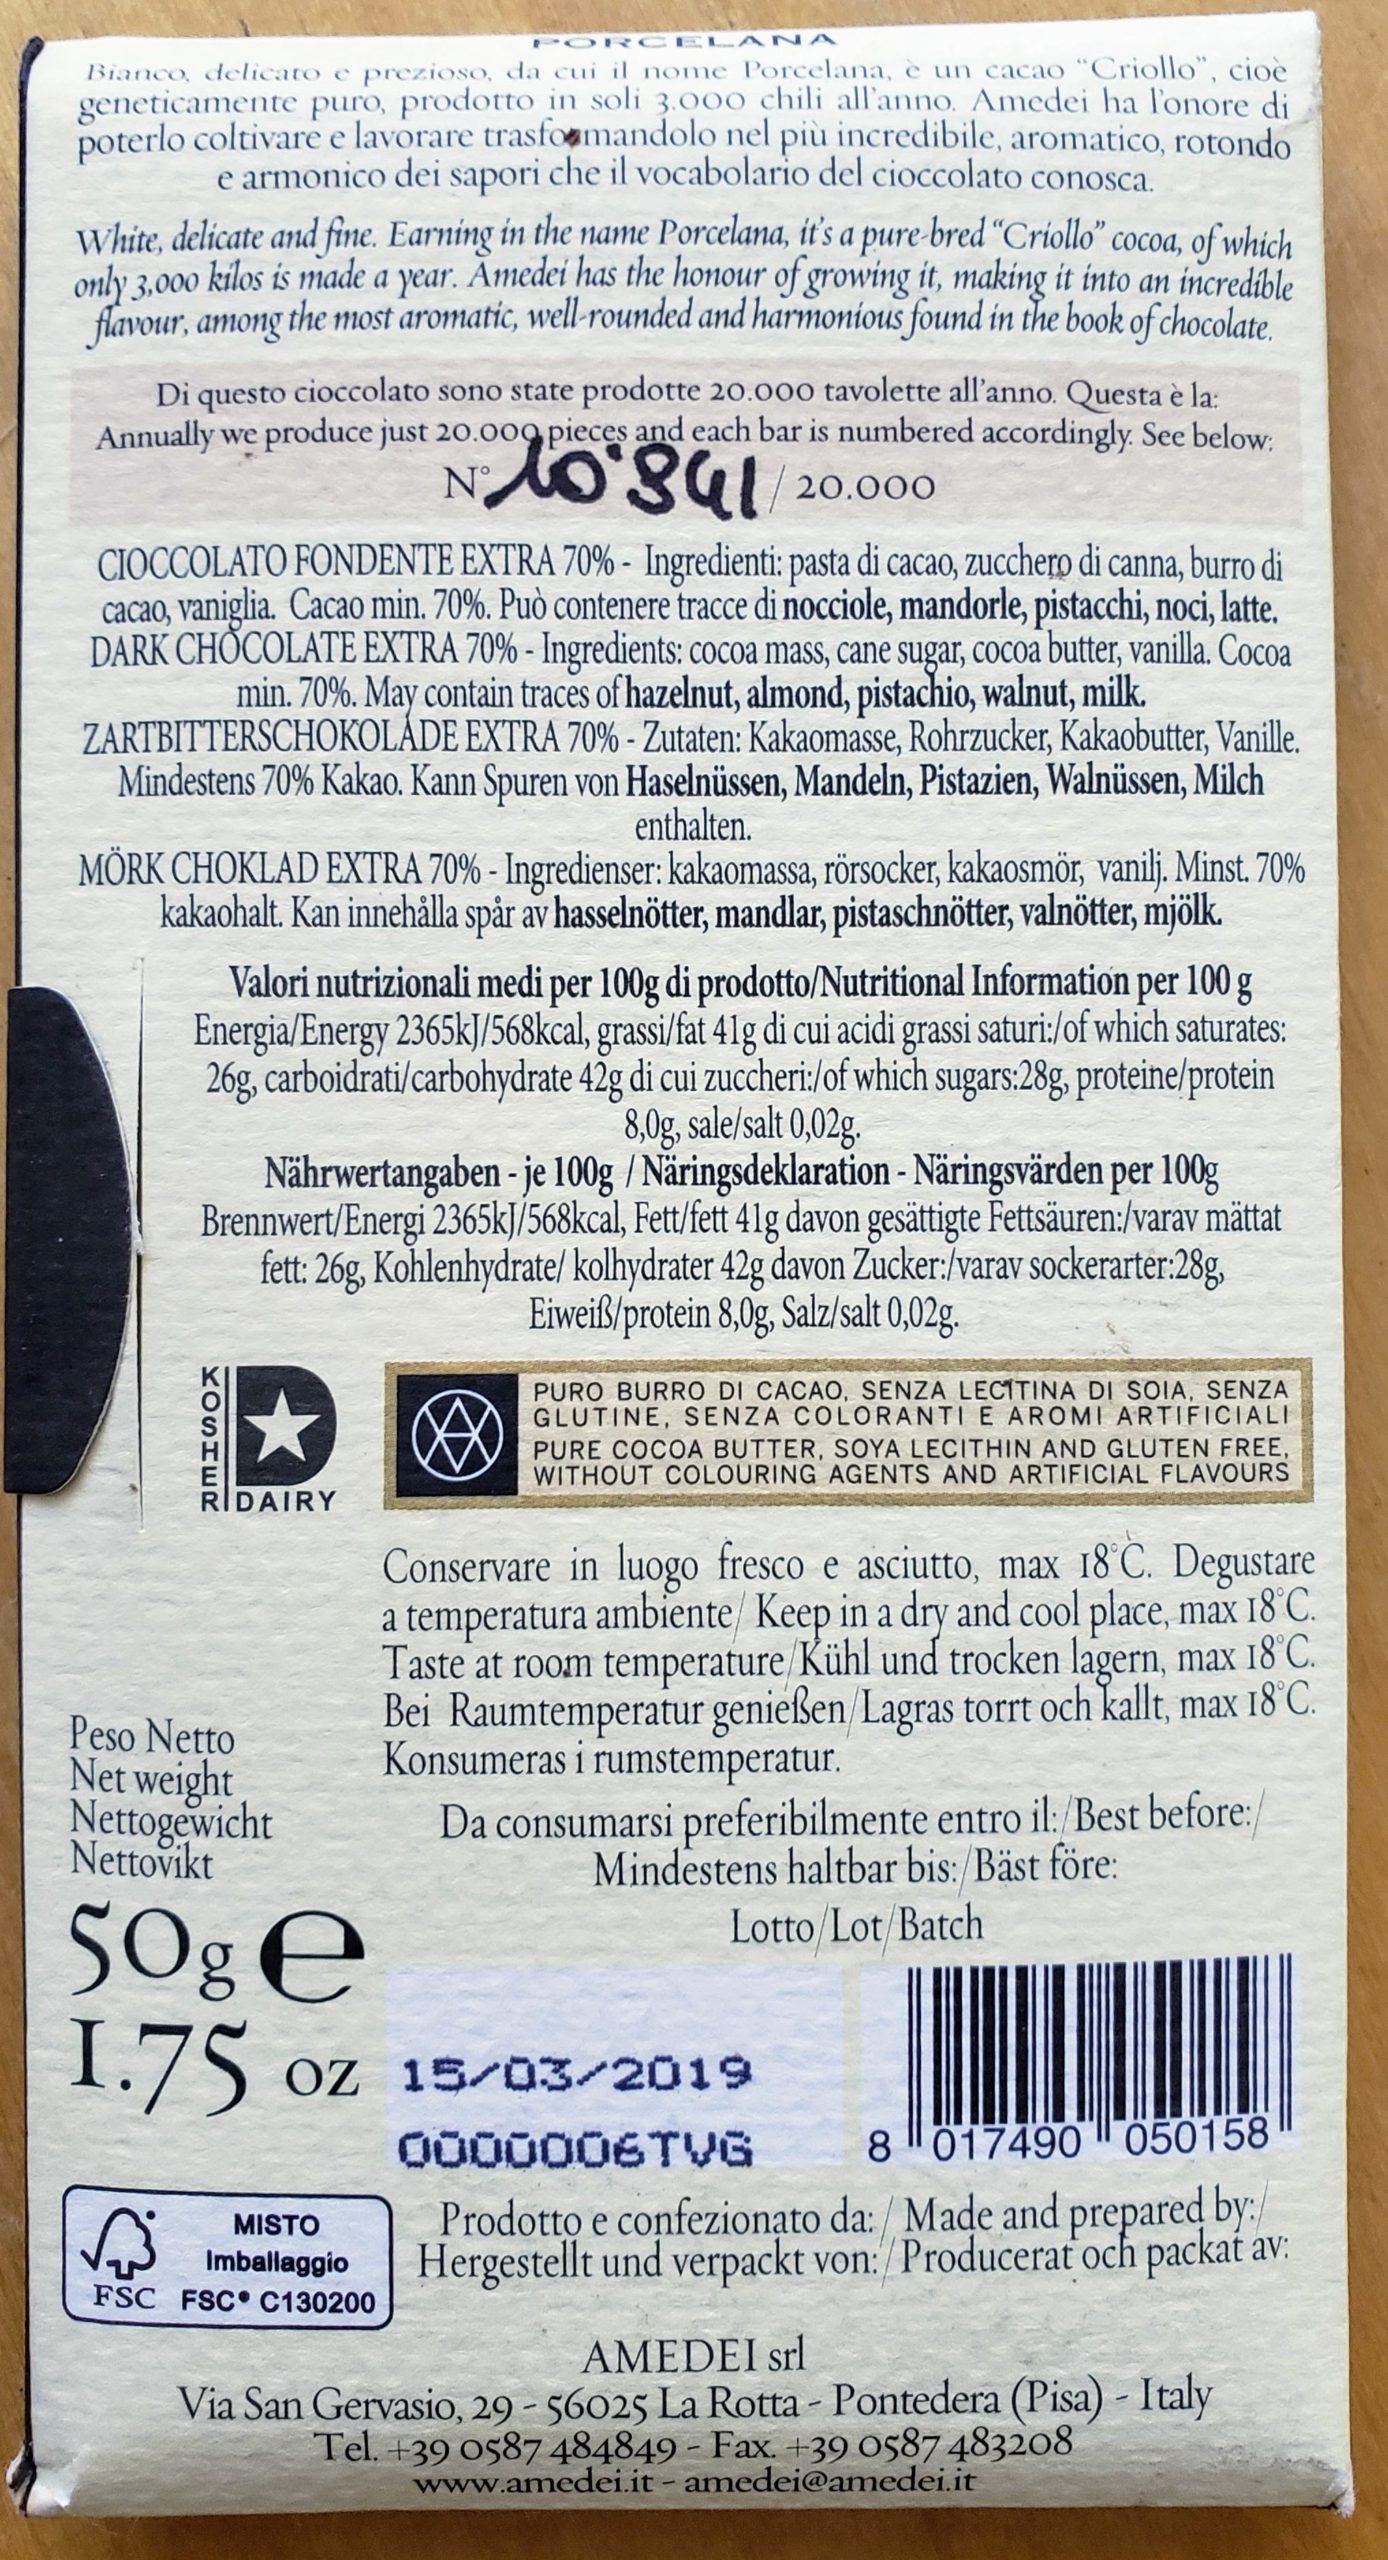 PORCELANA
Bianco, delicato e prezioso, da cui il nome Porcelana, è un cacao “Criollo”, cioè
geneticamente puro, prodotto in soli 3.000 chili all'anno. Amedei ha l'onore di
poterlo coltivare e lavorare trasformandolo nel più incredibile, aromatico, rotondo
e armonico dei sapori che il vocabolario del cioccolato conosca.
White, delicate and fine. Earning in the name Porcelana, it's a pure-bred “Criollo” cocoa, of which
only 3,000 kilos is made a year. Amedei has the honour of growing it, making it into an incredible
flavour, among the most aromatic, well-rounded and harmonious found in the book of chocolate.
Di questo cioccolato sono state prodotte 20.000 tavolette all'anno. Questa è la:
Annually we produce just 20.000 pieces and each bar is numbered accordingly. See below:
N° 10'941 / 20.000
CIOCCOLATO FONDENTE EXTRA 70% - Ingredienti: pasta di cacao, zucchero di canna, burro di
cacao, vaniglia. Cacao min. 70%. Può contenere tracce di nocciole, mandorle, pistacchi, noci, latte.
DARK CHOCOLATE EXTRA 70% - Ingredients: cocoa mass, cane sugar, cocoa butter, vanilla. Cocoa
min. 70%. May contain traces of hazelnut, almond, pistachio, walnut, milk.
ZARTBITTERSCHOKOLADE EXTRA 70% - Zutaten: Kakaomasse, Rohrzucker, Kakaobutter, Vanille.
Mindestens 70% Kakao. Kann Spuren von Haselnüssen, Mandeln, Pistazien, Walnüssen, Milch
enthalten.
MÖRK CHOKLAD EXTRA 70% - Ingredienser: kakaomassa, rörsocker, kakaosmör, vanilj. Minst. 70%
kakaohalt. Kan innehålla spår av hasselnötter, mandlar, pistaschnötter, valnötter, mjölk.
Valori nutrizionali medi per 100g di prodotto/Nutritional Information per 100 g
Energia/Energy 2365kJ/568kcal, grassi/fat 41g di cui acidi grassi saturi:/of which saturates:
26g, carboidrati/carbohydrate 42g di cui zuccheri:/of which sugars:28g, proteine/protein
8,0g, sale/salt 0,02g.
Nährwertangaben - je 100g / Näringsdeklaration - Näringsvärden per 100g
Brennwert/Energi 2365kJ/568kcal, Fett/fett 41g davon gesättigte Fettsäuren:/varav mättat
fett: 26g, Kohlenhydrate/ kolhydrater 42g davon Zucker:/varav sockerarter:28g,
Eiweiß/protein 8,0g, Salz/salt 0,02g.
KOSHER
D
DAIRY
PURO BURRO DI CACAO, SENZA LECITINA DI SOIA, SENZA
GLUTINE, SENZA COLORANTI E AROMI ARTIFICIALI
PURE COCOA BUTTER, SOYA LECITHIN AND GLUTEN FREE,
WITHOUT COLOURING AGENTS AND ARTIFICIAL FLAVOURS
Conservare in luogo fresco e asciutto, max 18°C. Degustare
a temperatura ambiente/ Keep in a dry and cool place, max 18°C.
Taste at room temperature/Kühl und trocken lagern, max 18°C.
Bei Raumtemperatur genießen/Lagras torrt och kallt, max 18°C.
Konsumeras i rumstemperatur.
Peso Netto
Net weight
Nettogewicht
Nettovikt
50g e
1.75 oz
Da consumarsi preferibilmente entro il:/Best before:/
Mindestens haltbar bis:/Bäst före:
Lotto/Lot/Batch
15/03/2019
0000006TVG
8 017490 050158
FSC
MISTO
Imballaggio
FSC® C130200
Prodotto e confezionato da: / Made and prepared by:/
Hergestellt und verpackt von:/Producerat och packat av:
AMEDEI srl
Via San Gervasio, 29 - 56025 La Rotta - Pontedera (Pisa) - Italy
Tel. +39 0587 484849 - Fax. +39 0587 483208
www.amedei.it - amedei@amedei.it